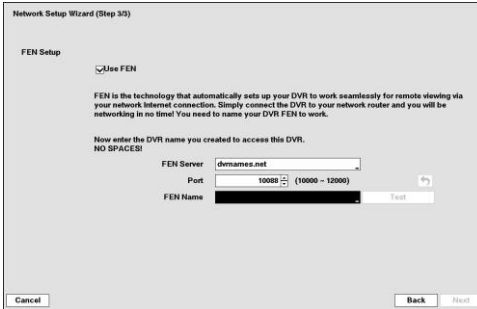 Network Setup Wizard (Step 3/3)
FEN Setup
Use FEN
FEN is the technology that automatically sets up your DVR to work seamlessly for remote viewing via
your network Internet connection. Simply connect the DVR to your network router and you will be
networking in no time! You need to name your DVR FEN to work.
Now enter the DVR name you created to access this DVR.
NO SPACES!
FEN Server dvrnames.net
Port 10088 (10000 ~ 12000)
FEN Name Test
Cancel Back Next